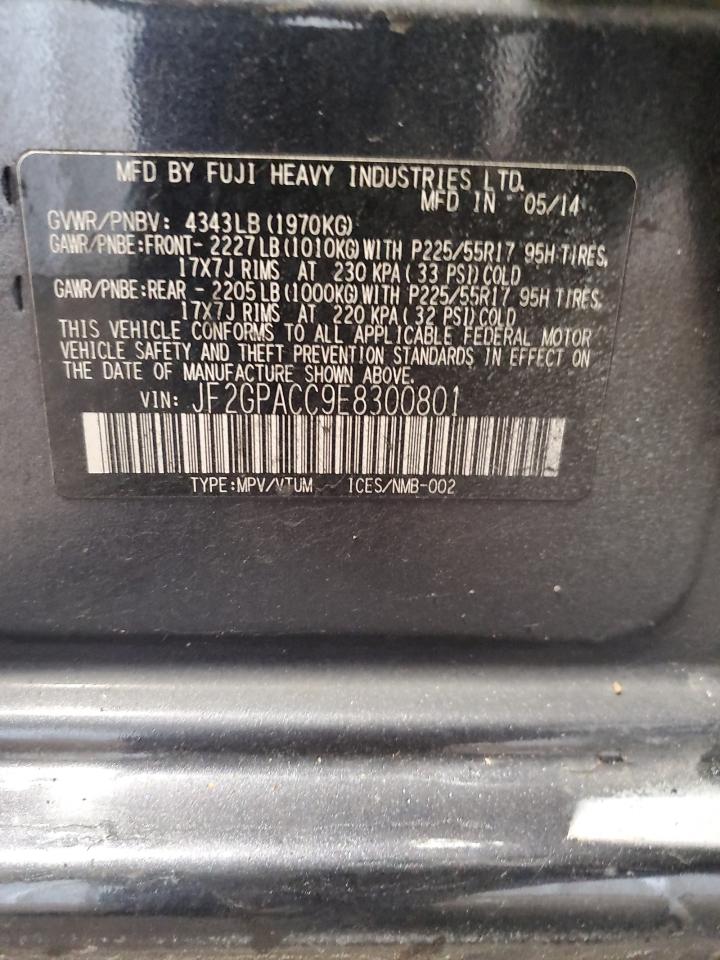 MFD BY FUJI HEAVY INDUSTRIES LTD.
MFD IN 05/14
GVWR/PNBV: 4343LB (1970KG)
GAWR/PNBE:FRONT- 2227LB(1010KG)WITH P225/55R17 95H TIRES,
17X7J RIMS AT 230 KPA( 33 PSI)COLD
GAWR/PNBE:REAR - 2205LB(1000KG)WITH P225/55R17 95H TIRES,
17X7J RIMS AT 220 KPA( 32 PSI)COLD
THIS VEHICLE CONFORMS TO ALL APPLICABLE FEDERAL MOTOR
VEHICLE SAFETY AND THEFT PREVENTION STANDARDS IN EFFECT ON
THE DATE OF MANUFACTURE SHOWN ABOVE.
VIN: JF2GPACC9E8300801
TYPE:MPV/VTUM ICES/NMB-002